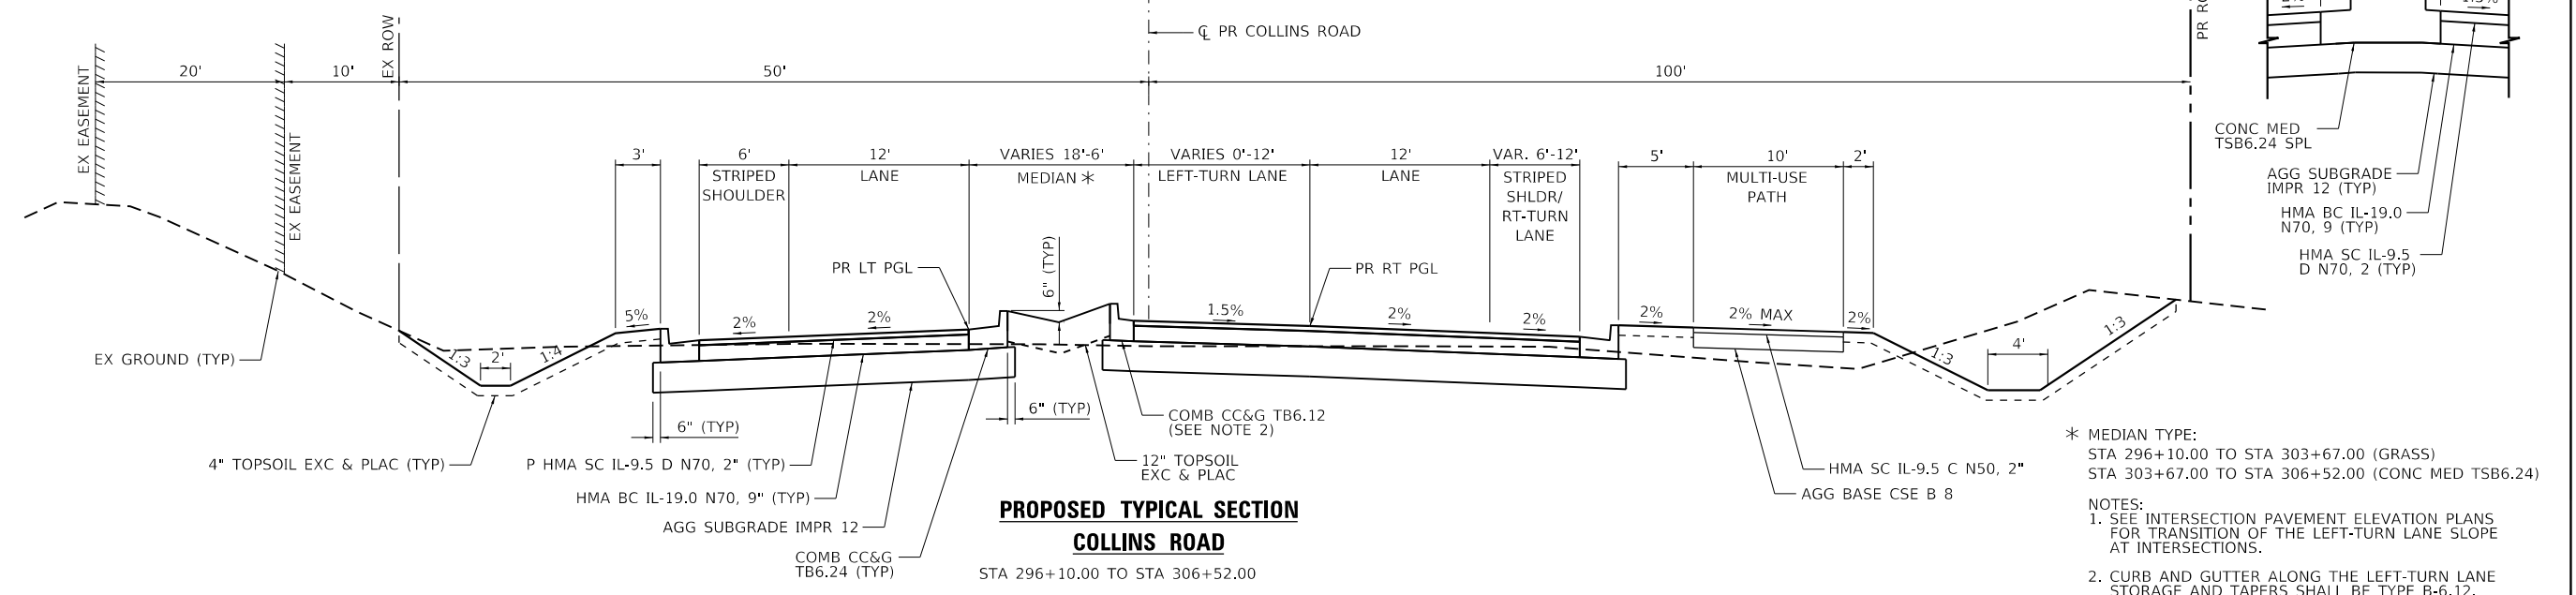 EX EASEMENT
20'
EX EASEMENT
10'
EX ROW
50'
℄ PR COLLINS ROAD
100'
3'
6'
STRIPED
SHOULDER
12'
LANE
VARIES 18'-6'
MEDIAN *
VARIES 0'-12'
LEFT-TURN LANE
12'
LANE
VAR. 6'-12'
STRIPED
SHLDR/
RT-TURN
LANE
5'
10'
MULTI-USE
PATH
2'
PR LT PGL
6" (TYP)
PR RT PGL
EX GROUND (TYP)
1:3
2'
1:4
5%
2%
2%
1.5%
2%
2%
2%
2% MAX
2%
1:3
4'
1:3
6" (TYP)
6" (TYP)
4" TOPSOIL EXC & PLAC (TYP)
P HMA SC IL-9.5 D N70, 2" (TYP)
HMA BC IL-19.0 N70, 9" (TYP)
AGG SUBGRADE IMPR 12
COMB CC&G
TB6.24 (TYP)
COMB CC&G TB6.12
(SEE NOTE 2)
12" TOPSOIL
EXC & PLAC
HMA SC IL-9.5 C N50, 2"
AGG BASE CSE B 8
PROPOSED TYPICAL SECTION
COLLINS ROAD
STA 296+10.00 TO STA 306+52.00
CONC MED
TSB6.24 SPL
AGG SUBGRADE
IMPR 12 (TYP)
HMA BC IL-19.0
N70, 9 (TYP)
HMA SC IL-9.5
D N70, 2 (TYP)
* MEDIAN TYPE:
STA 296+10.00 TO STA 303+67.00 (GRASS)
STA 303+67.00 TO STA 306+52.00 (CONC MED TSB6.24)
NOTES:
1. SEE INTERSECTION PAVEMENT ELEVATION PLANS
FOR TRANSITION OF THE LEFT-TURN LANE SLOPE
AT INTERSECTIONS.
2. CURB AND GUTTER ALONG THE LEFT-TURN LANE
STORAGE AND TAPERS SHALL BE TYPE B-6.12.